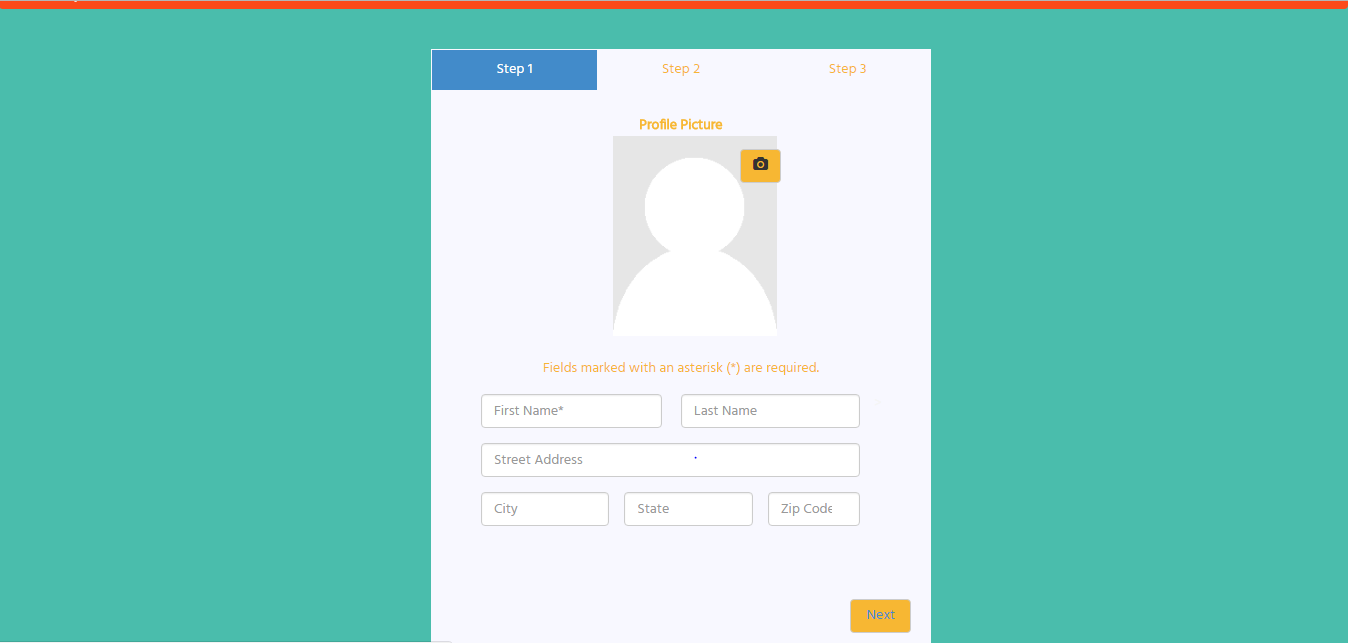 Step 1 Step 2 Step 3
Profile Picture
Fields marked with an asterisk (*) are required.
First Name* Last Name
Street Address
City State Zip Code
Next